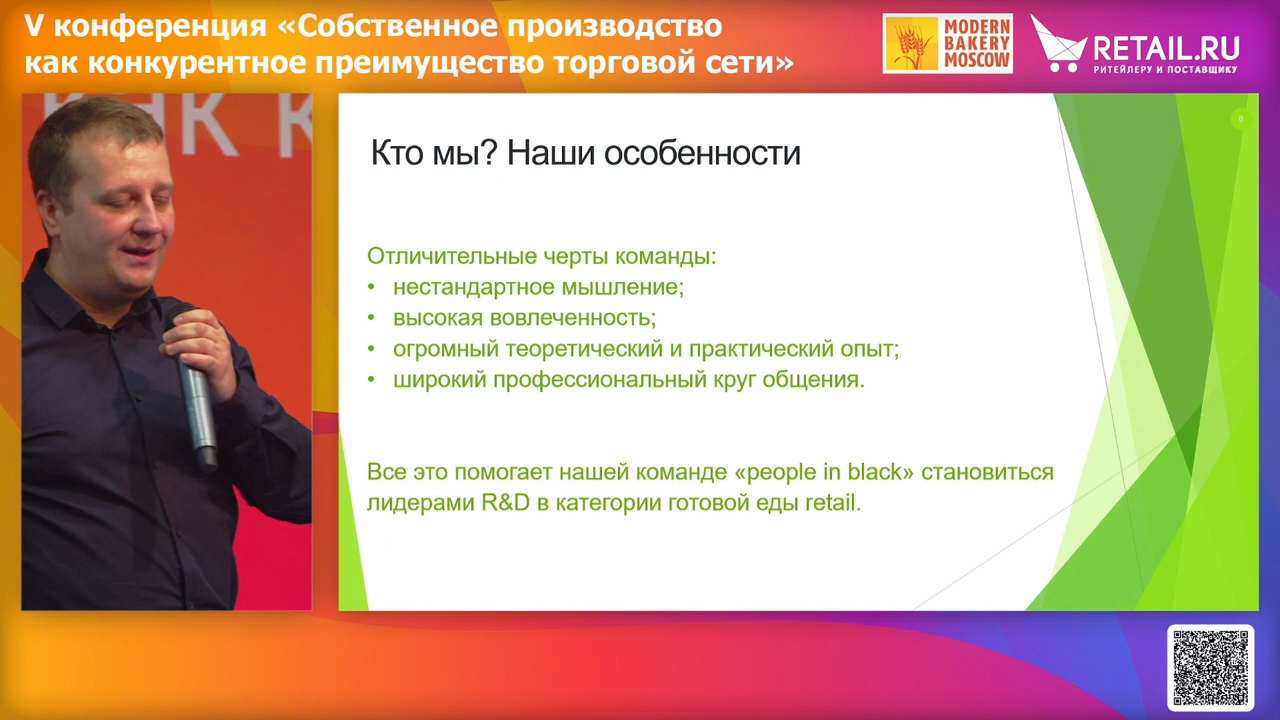 V конференция «Собственное производство
как конкурентное преимущество торговой сети»
MODERN
BAKERY
MOSCOW
RETAIL.RU
РИТЕЙЛЕРУ И ПОСТАВЩИКУ
как к
6
Кто мы? Наши особенности
Отличительные черты команды:
• нестандартное мышление;
• высокая вовлеченность;
• огромный теоретический и практический опыт;
• широкий профессиональный круг общения.
Все это помогает нашей команде «people in black» становиться
лидерами R&D в категории готовой еды retail.